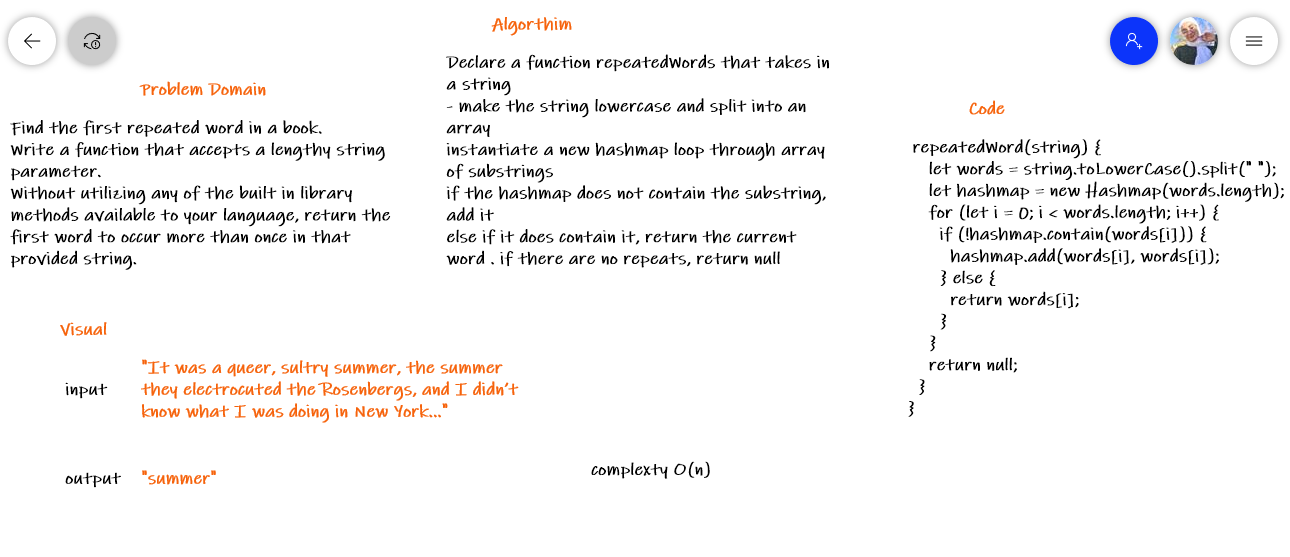 Algorthim
Declare a function repeatedWords that takes in
a string
- make the string lowercase and split into an
array
instantiate a new hashmap loop through array
of substrings
if the hashmap does not contain the substring,
add it
else if it does contain it, return the current
word . if there are no repeats, return null
Problem Domain
Find the first repeated word in a book.
Write a function that accepts a lengthy string
parameter.
Without utilizing any of the built in library
methods available to your language, return the
first word to occur more than once in that
provided string.
Code
repeatedWord(string) {
let words = string.toLowerCase().split(" ");
let hashmap = new Hashmap(words.length);
for (let i = 0; i < words.length; i++) {
if (!hashmap.contain(words[i])) {
hashmap.add(words[i], words[i]);
} else {
return words[i];
}
}
return null;
}
}
Visual
input
"It was a queer, sultry summer, the summer
they electrocuted the Rosenbergs, and I didn't
know what I was doing in New York..."
output
"summer"
complexty O(n)